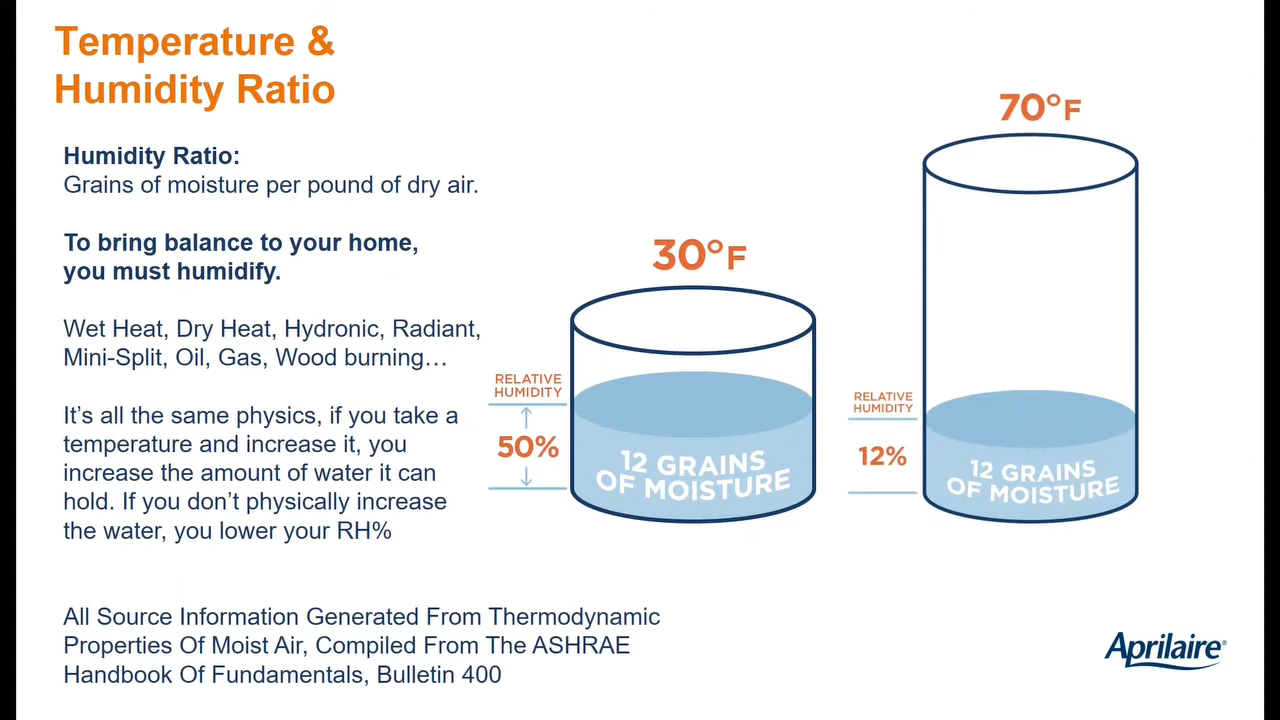 Temperature &
Humidity Ratio
Humidity Ratio:
Grains of moisture per pound of dry air.
To bring balance to your home,
you must humidify.
Wet Heat, Dry Heat, Hydronic, Radiant,
Mini-Split, Oil, Gas, Wood burning…
It’s all the same physics, if you take a
temperature and increase it, you
increase the amount of water it can
hold. If you don’t physically increase
the water, you lower your RH%
All Source Information Generated From Thermodynamic
Properties Of Moist Air, Compiled From The ASHRAE
Handbook Of Fundamentals, Bulletin 400
30°F
RELATIVE
HUMIDITY
50%
12 GRAINS
OF MOISTURE
70°F
RELATIVE
HUMIDITY
12%
12 GRAINS
OF MOISTURE
Aprilaire®